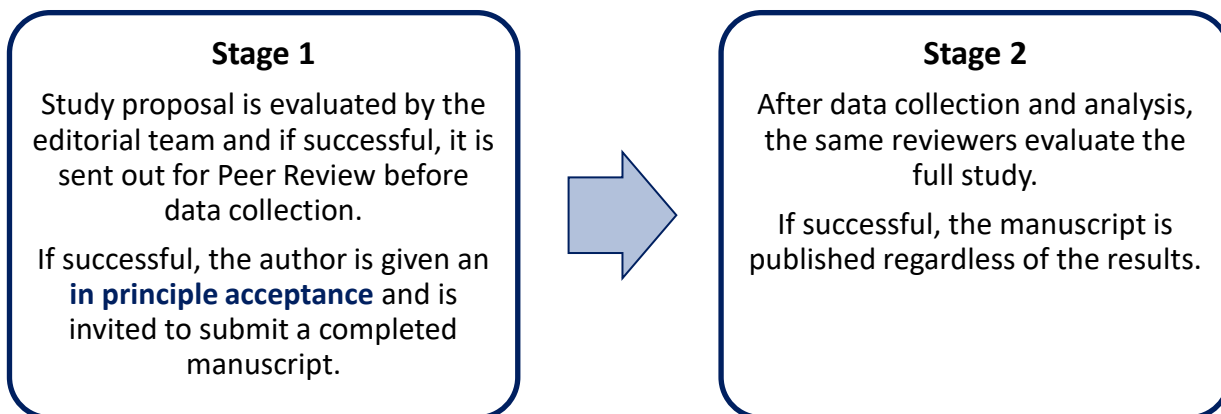 Stage 1
Study proposal is evaluated by the
editorial team and if successful, it is
sent out for Peer Review before
data collection.
If successful, the author is given an
in principle acceptance and is
invited to submit a completed
manuscript.
Stage 2
After data collection and analysis,
the same reviewers evaluate the
full study.
If successful, the manuscript is
published regardless of the results.